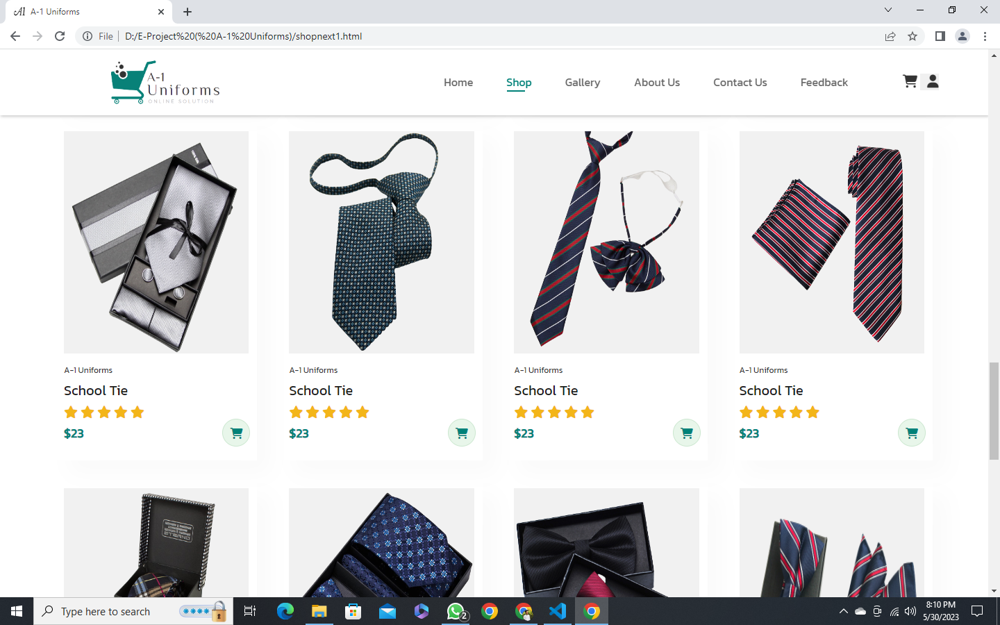 A1 A-1 Uniforms
File D:/E-Project%20(%20A-1%20Uniforms)/shopnext1.html
A-1
Uniforms
ONLINE SOLUTION
Home Shop Gallery About Us Contact Us Feedback
A-1 Uniforms A-1 Uniforms A-1 Uniforms A-1 Uniforms
School Tie School Tie School Tie School Tie
$23 $23 $23 $23
Type here to search
2
8:10 PM
5/30/2023